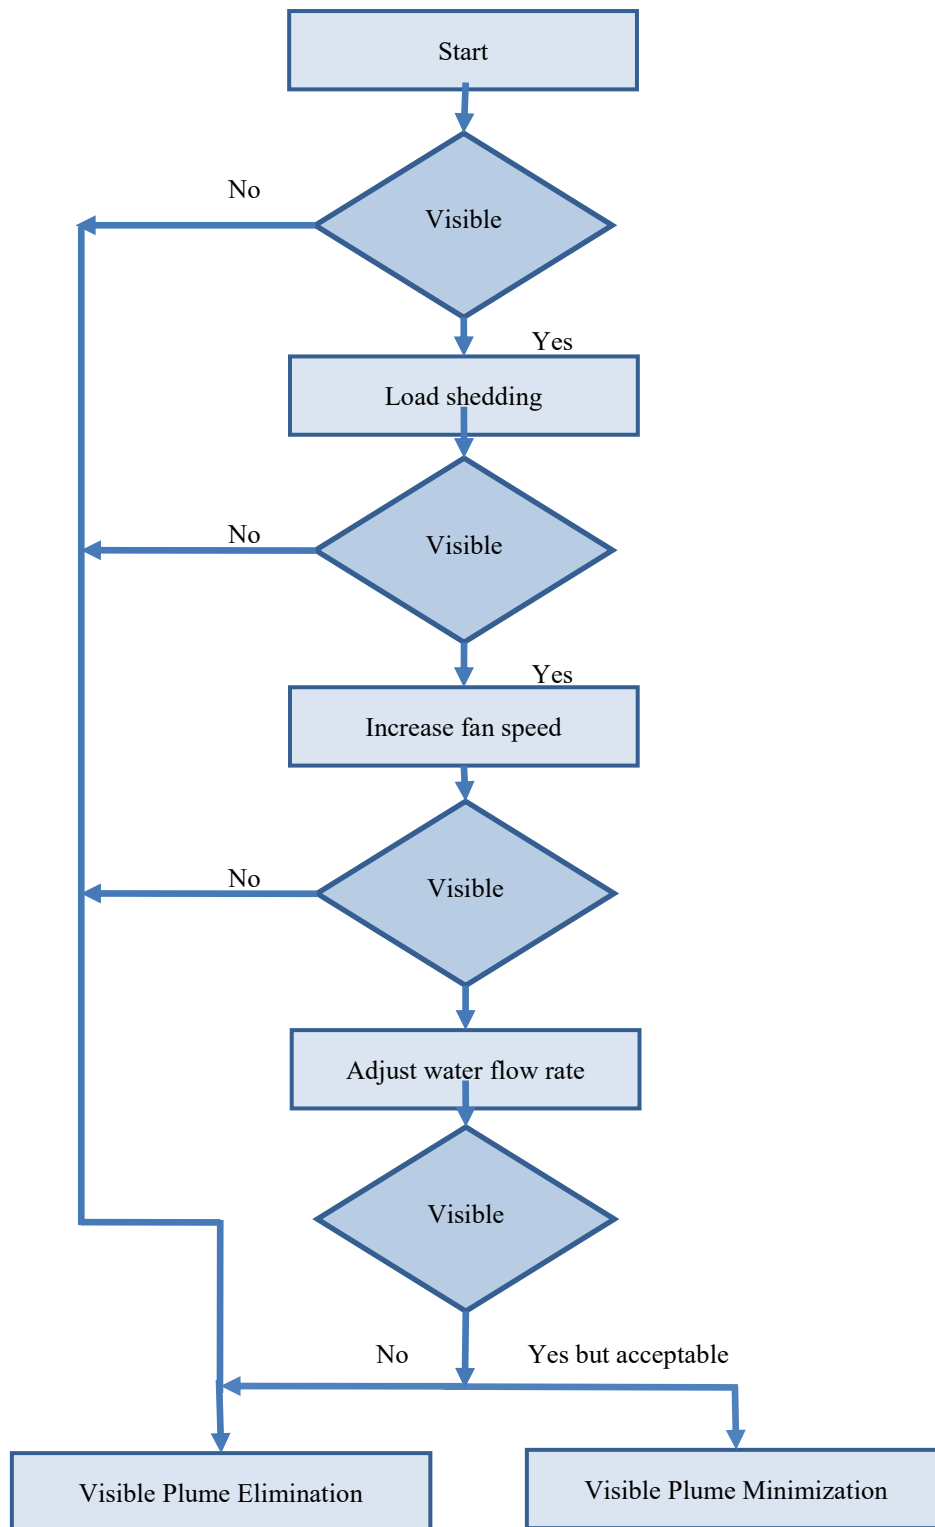 Start
No
Visible
Yes
Load shedding
No
Visible
Yes
Increase fan speed
No
Visible
Adjust water flow rate
Visible
No
Yes but acceptable
Visible Plume Elimination
Visible Plume Minimization